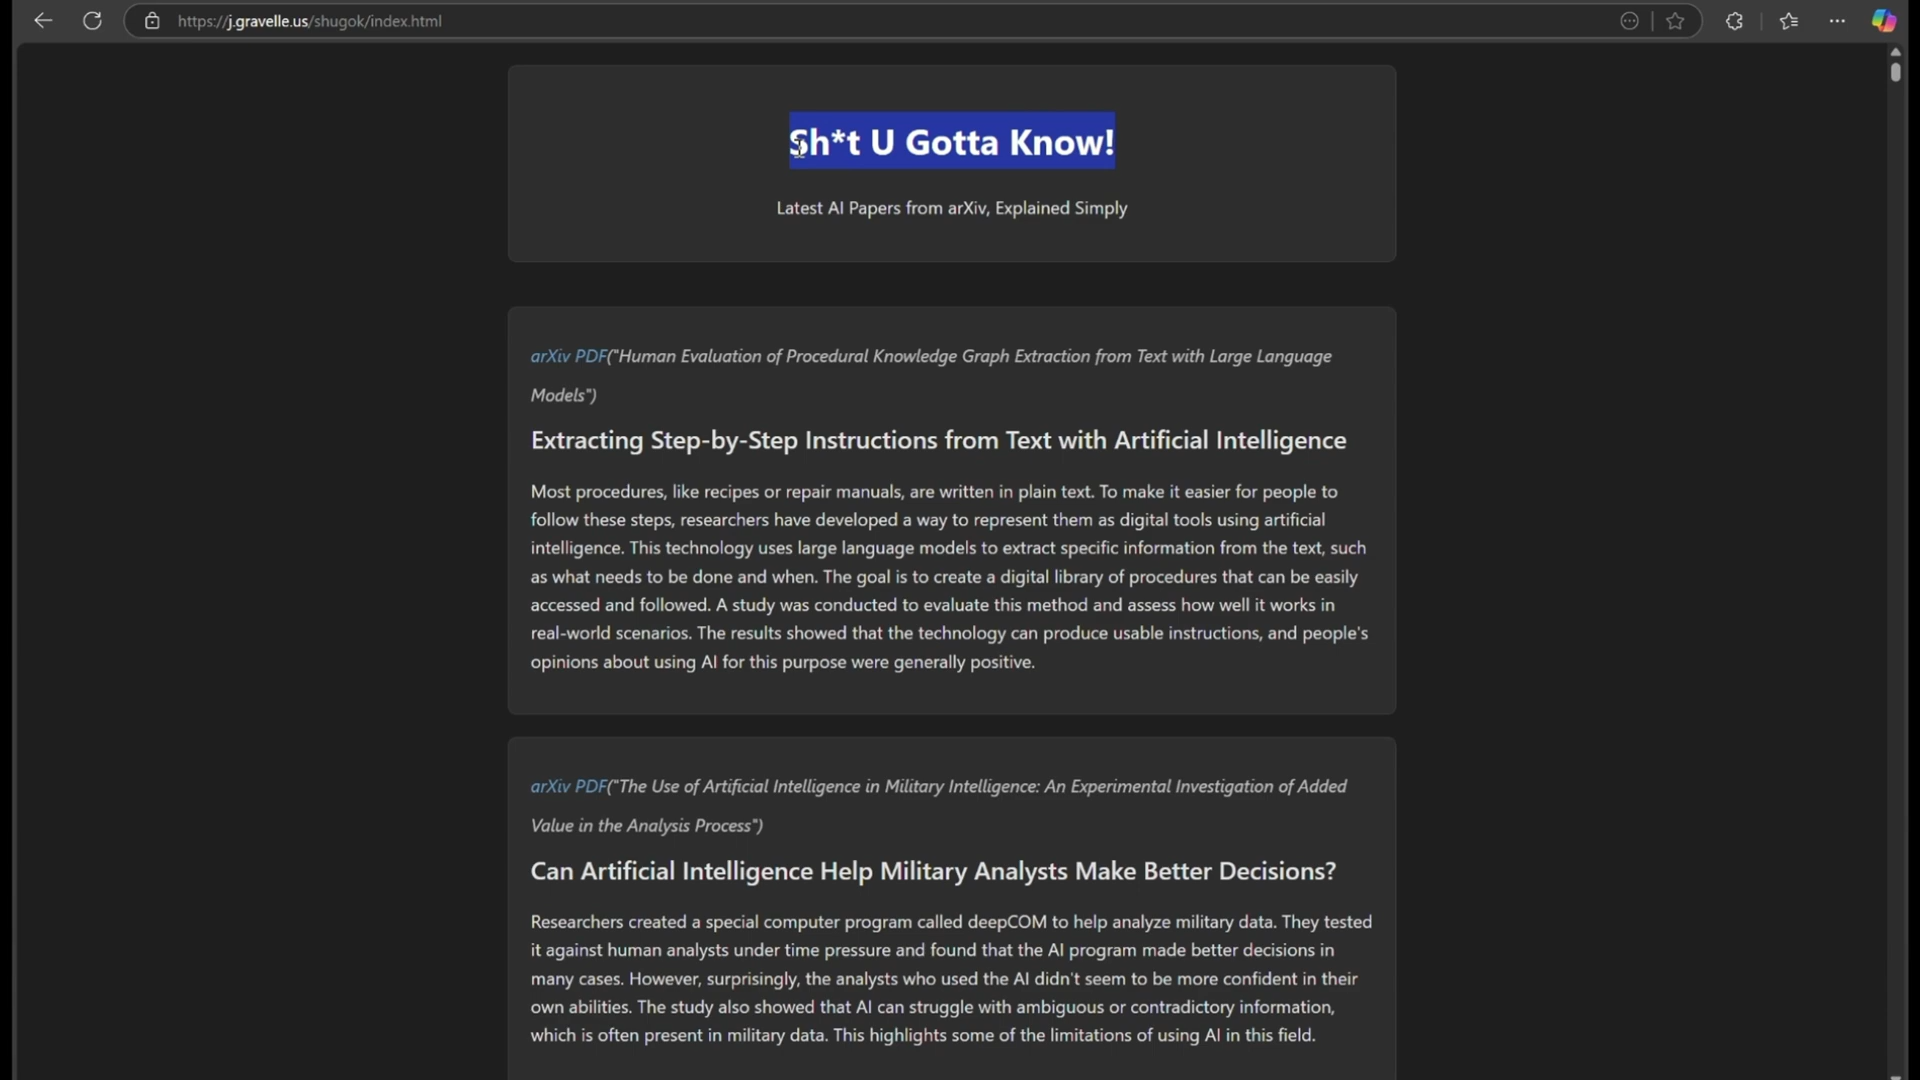 https://j.gravelle.us/shugok/index.html
Sh*t U Gotta Know!
Latest AI Papers from arXiv, Explained Simply
arXiv PDF("Human Evaluation of Procedural Knowledge Graph Extraction from Text with Large Language
Models")
Extracting Step-by-Step Instructions from Text with Artificial Intelligence
Most procedures, like recipes or repair manuals, are written in plain text. To make it easier for people to
follow these steps, researchers have developed a way to represent them as digital tools using artificial
intelligence. This technology uses large language models to extract specific information from the text, such
as what needs to be done and when. The goal is to create a digital library of procedures that can be easily
accessed and followed. A study was conducted to evaluate this method and assess how well it works in
real-world scenarios. The results showed that the technology can produce usable instructions, and people's
opinions about using AI for this purpose were generally positive.
arXiv PDF("The Use of Artificial Intelligence in Military Intelligence: An Experimental Investigation of Added
Value in the Analysis Process")
Can Artificial Intelligence Help Military Analysts Make Better Decisions?
Researchers created a special computer program called deepCOM to help analyze military data. They tested
it against human analysts under time pressure and found that the AI program made better decisions in
many cases. However, surprisingly, the analysts who used the AI didn't seem to be more confident in their
own abilities. The study also showed that AI can struggle with ambiguous or contradictory information,
which is often present in military data. This highlights some of the limitations of using AI in this field.